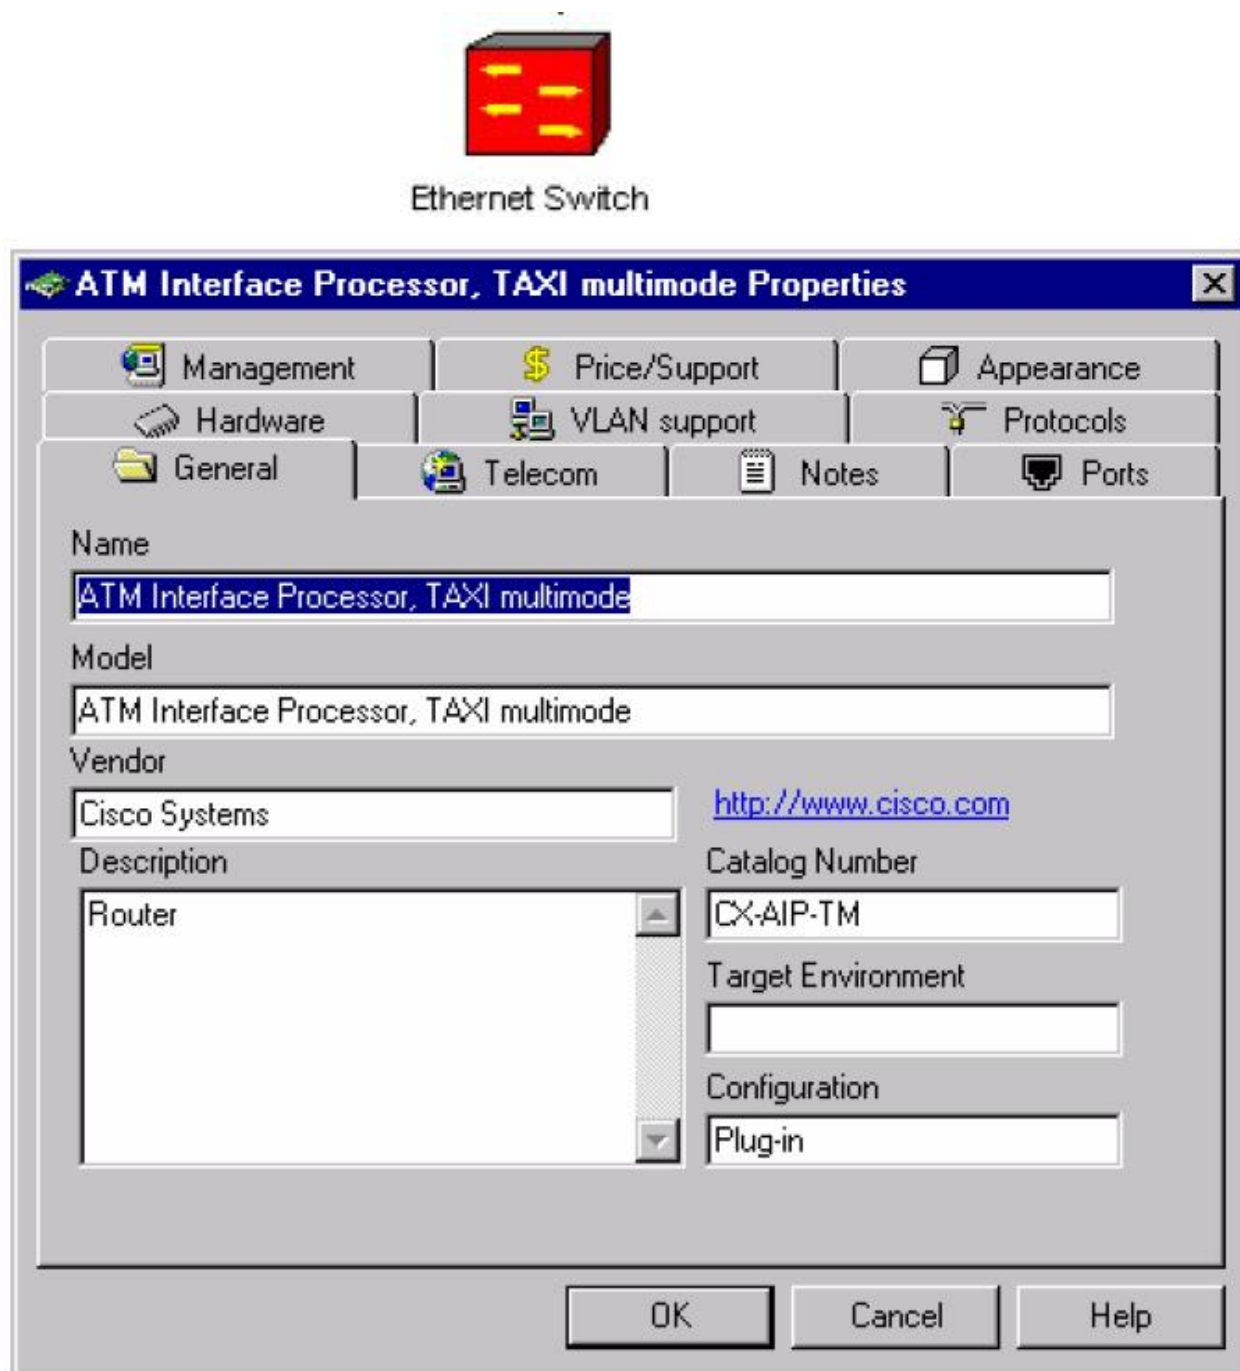 Ethernet Switch
ATM Interface Processor, TAXI multimode Properties
Management Price/Support Appearance
Hardware VLAN support Protocols
General Telecom Notes Ports
Name
ATM Interface Processor, TAXI multimode
Model
ATM Interface Processor, TAXI multimode
Vendor
Cisco Systems
http://www.cisco.com
Description
Router
Catalog Number
CX-AIP-TM
Target Environment
Configuration
Plug-in
OK Cancel Help